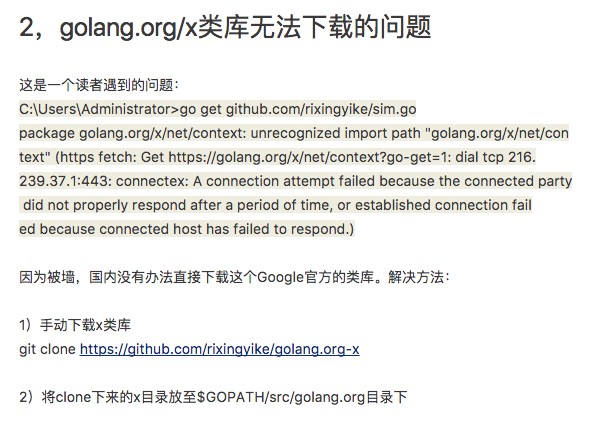 2，golang.org/x类库无法下载的问题
这是一个读者遇到的问题：
C:\Users\Administrator>go get github.com/rixingyike/sim.go
package golang.org/x/net/context: unrecognized import path "golang.org/x/net/con
text" (https fetch: Get https://golang.org/x/net/context?go-get=1: dial tcp 216.
239.37.1:443: connectex: A connection attempt failed because the connected party
did not properly respond after a period of time, or established connection fail
ed because connected host has failed to respond.)
因为被墙，国内没有办法直接下载这个Google官方的类库。解决方法：
1）手动下载x类库
git clone https://github.com/rixingyike/golang.org-x
2）将clone下来的x目录放至$GOPATH/src/golang.org目录下